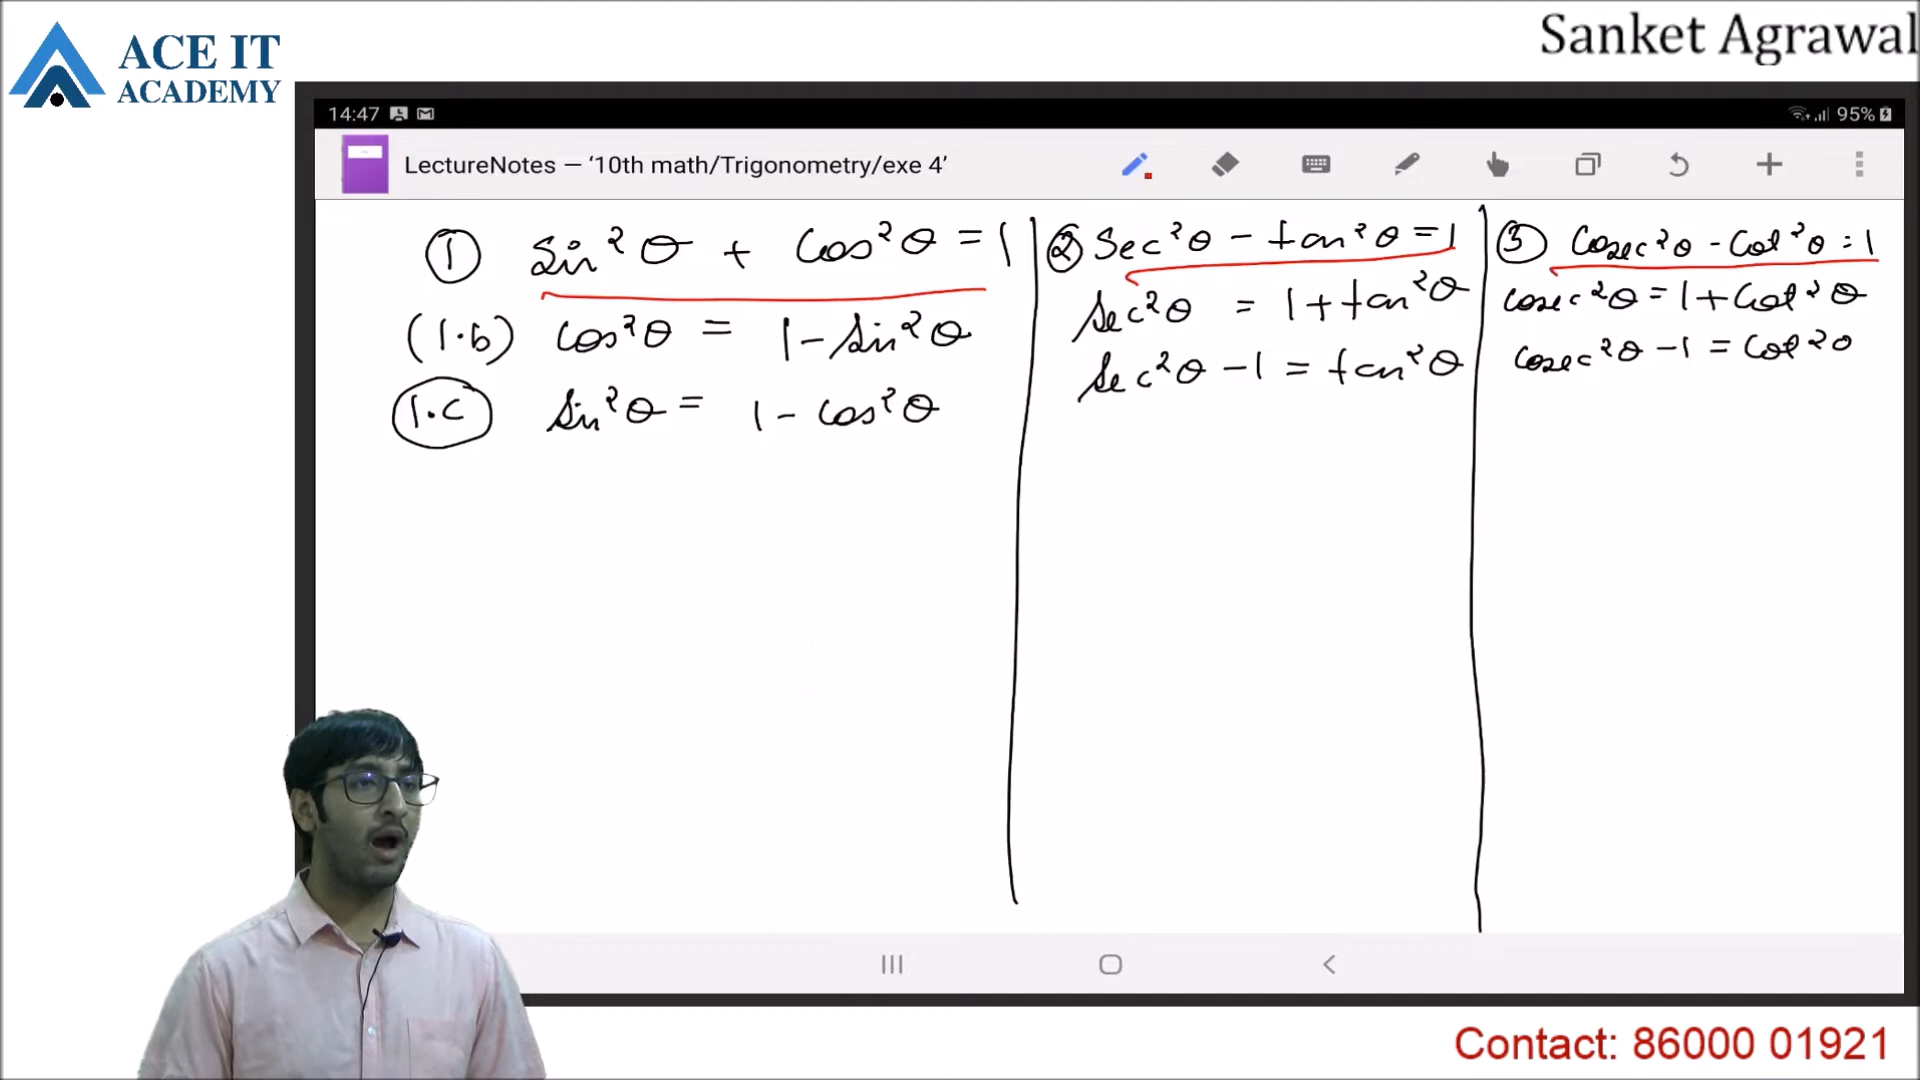 ACE IT
ACADEMY
Sanket Agrawal
14:47
95%
LectureNotes — ‘10th math/Trigonometry/exe 4’
① Sin²θ + Cos²θ = 1
(1.b) cos²θ = 1 - Sin²θ
1.c sin²θ = 1 - cos²θ
② Sec²θ - tan²θ = 1
Sec²θ = 1 + tan²θ
Sec²θ - 1 = tan²θ
③ Cosec²θ - Cot²θ = 1
cosec²θ = 1 + Cot²θ
cosec²θ - 1 = cot²θ
Contact: 86000 01921